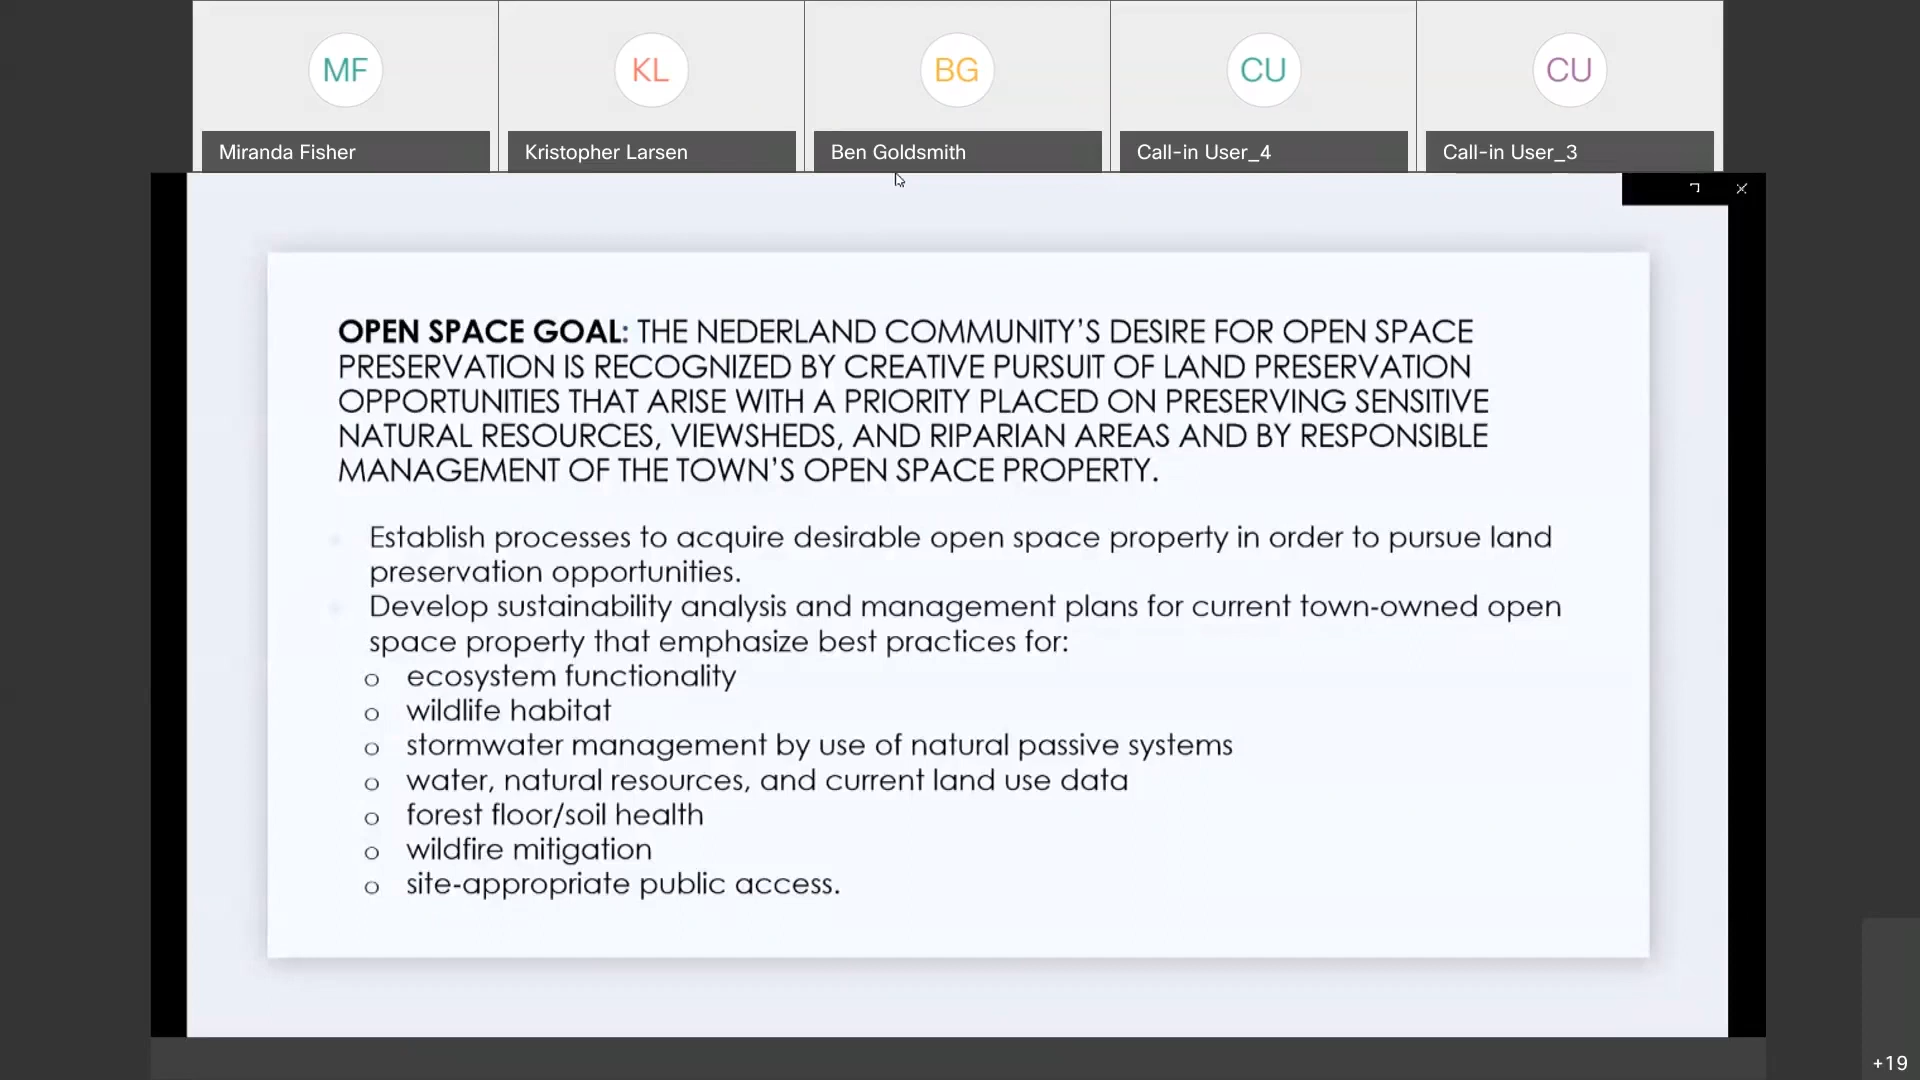 MF
KL
BG
CU
CU
Miranda Fisher
Kristopher Larsen
Ben Goldsmith
Call-in User_4
Call-in User_3
OPEN SPACE GOAL: THE NEDERLAND COMMUNITY’S DESIRE FOR OPEN SPACE
PRESERVATION IS RECOGNIZED BY CREATIVE PURSUIT OF LAND PRESERVATION
OPPORTUNITIES THAT ARISE WITH A PRIORITY PLACED ON PRESERVING SENSITIVE
NATURAL RESOURCES, VIEWSHEDS, AND RIPARIAN AREAS AND BY RESPONSIBLE
MANAGEMENT OF THE TOWN’S OPEN SPACE PROPERTY.
Establish processes to acquire desirable open space property in order to pursue land
preservation opportunities.
Develop sustainability analysis and management plans for current town-owned open
space property that emphasize best practices for:
o ecosystem functionality
o wildlife habitat
o stormwater management by use of natural passive systems
o water, natural resources, and current land use data
o forest floor/soil health
o wildfire mitigation
o site-appropriate public access.
+19